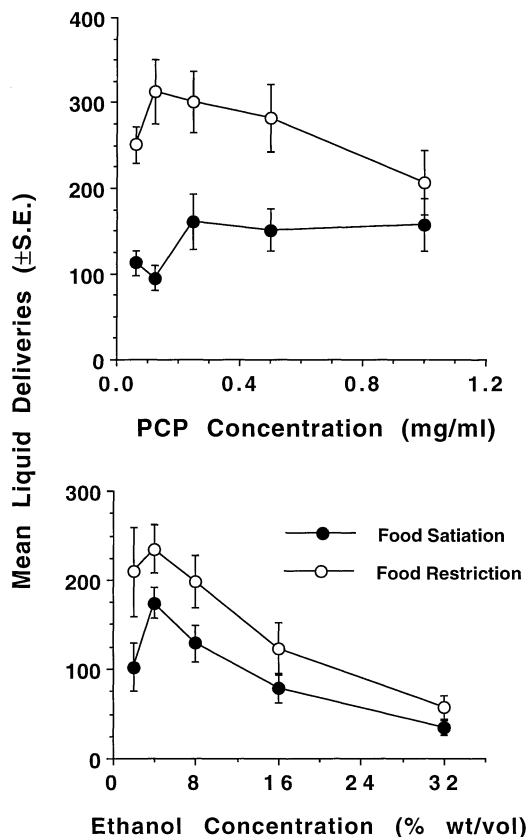 Mean Liquid Deliveries (±S.E.)
400
300
200
100
0
0.0 0.4 0.8 1.2
PCP Concentration (mg/ml)
300
200
100
0
Food Satiation
Food Restriction
0 8 16 24 32
Ethanol Concentration (% wt/vol)